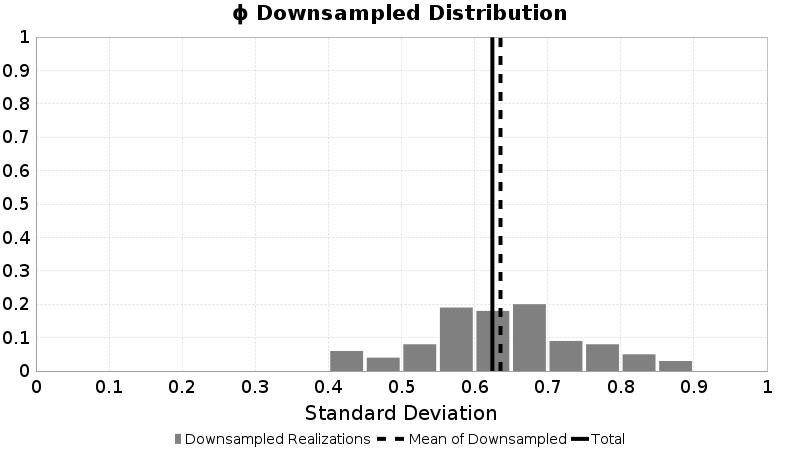 ϕ Downsampled Distribution
1
0.9
0.8
0.7
0.6
0.5
0.4
0.3
0.2
0.1
0
0 0.1 0.2 0.3 0.4 0.5 0.6 0.7 0.8 0.9 1
Standard Deviation
Downsampled Realizations Mean of Downsampled Total